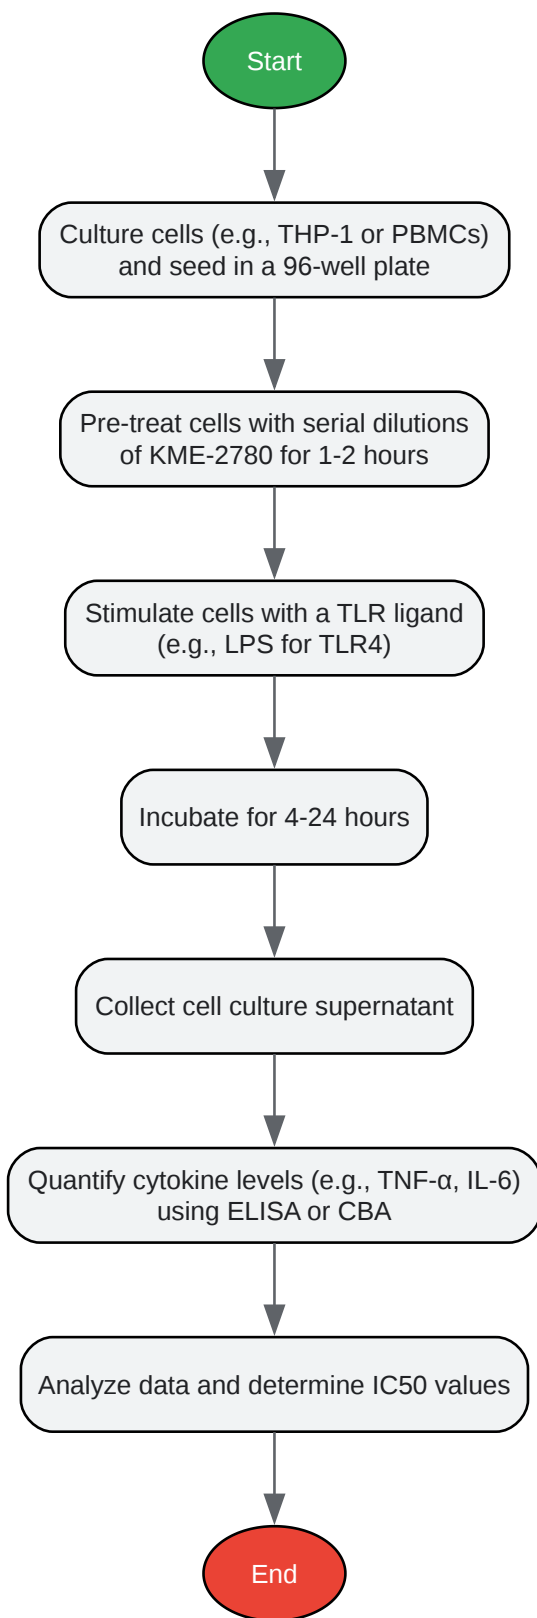 Start
Culture cells (e.g., THP-1 or PBMCs)
and seed in a 96-well plate
Pre-treat cells with serial dilutions
of KME-2780 for 1-2 hours
Stimulate cells with a TLR ligand
(e.g., LPS for TLR4)
Incubate for 4-24 hours
Collect cell culture supernatant
Quantify cytokine levels (e.g., TNF-α, IL-6)
using ELISA or CBA
Analyze data and determine IC50 values
End